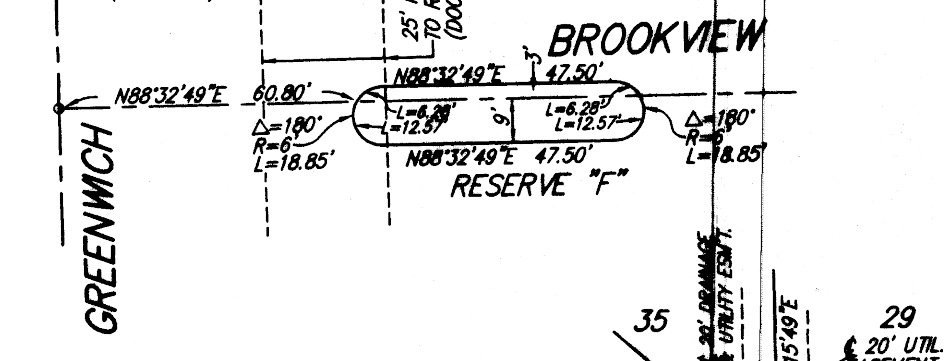 25'
TO R
(DOC
BROOKVIEW
3'
N88°32'49"E 47.50'
N88°32'49"E 60.80'
L=6.28'
L=12.57'
9'
L=6.28'
L=12.57'
△=180°
R=6'
L=18.85'
△=180°
R=6'
L=18.85'
N88°32'49"E 47.50'
RESERVE "F"
GREENWICH
20' DRAINAGE
& UTILITY ESM'T.
35
15'49"E
29
℄ 20' UTIL.